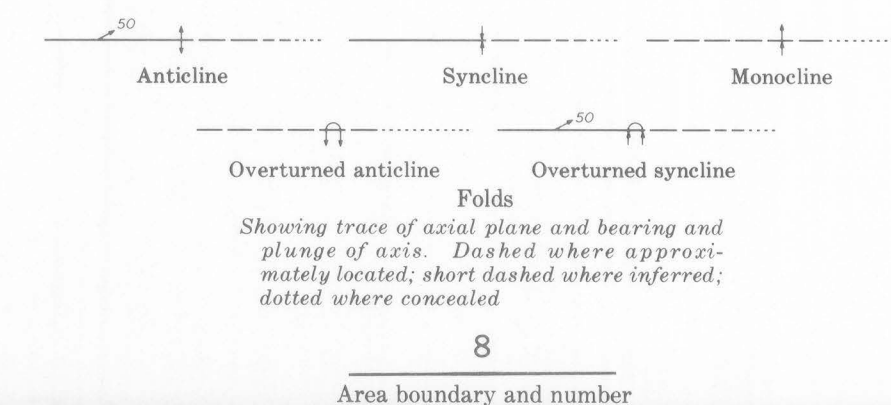 50 50
Anticline Syncline Monocline
50
Overturned anticline Overturned syncline
Folds
Showing trace of axial plane and bearing and
plunge of axis. Dashed where approxi-
mately located; short dashed where inferred;
dotted where concealed
8
Area boundary and number